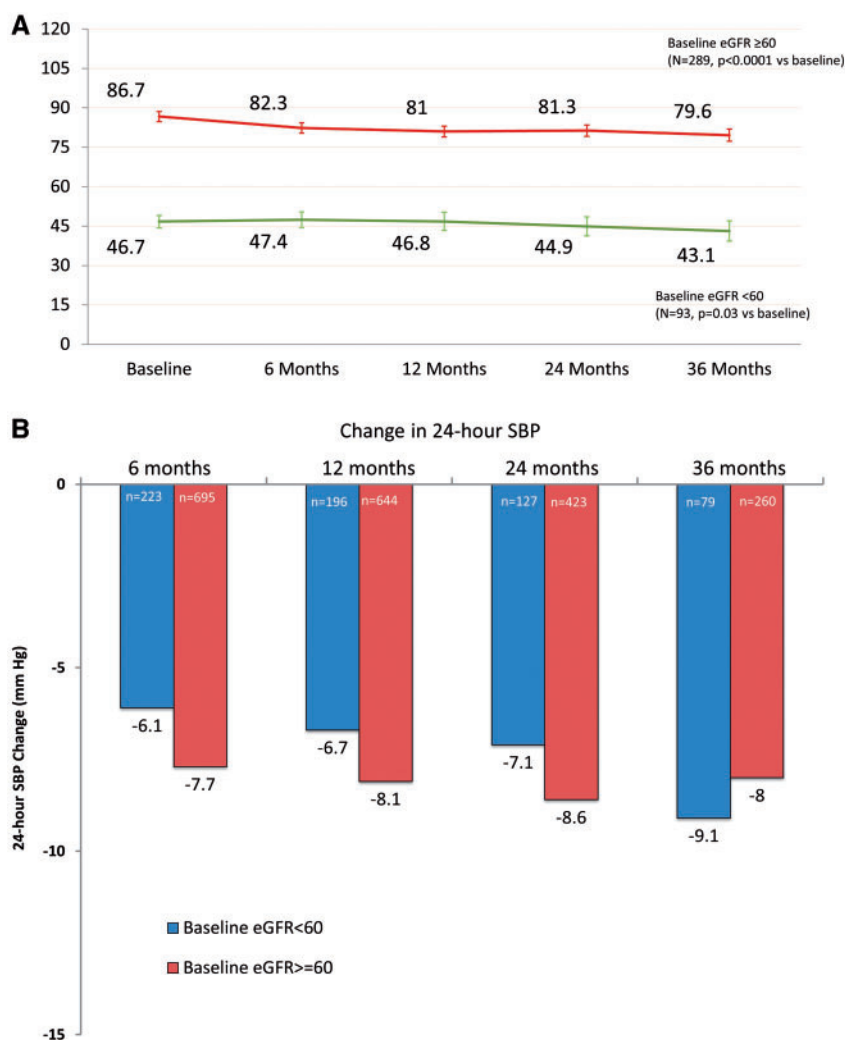 A
120
105
90
75
60
45
30
15
0
Baseline eGFR ≥60
(N=289, p<0.0001 vs baseline)
86.7
82.3
81
81.3
79.6
46.7
47.4
46.8
44.9
43.1
Baseline eGFR <60
(N=93, p=0.03 vs baseline)
Baseline
6 Months
12 Months
24 Months
36 Months
B
Change in 24-hour SBP
6 months
12 months
24 months
36 months
0
-5
-10
-15
24-hour SBP Change (mm Hg)
n=223
n=695
n=196
n=644
n=127
n=423
n=79
n=260
-6.1
-7.7
-6.7
-8.1
-7.1
-8.6
-9.1
-8
Baseline eGFR<60
Baseline eGFR>=60